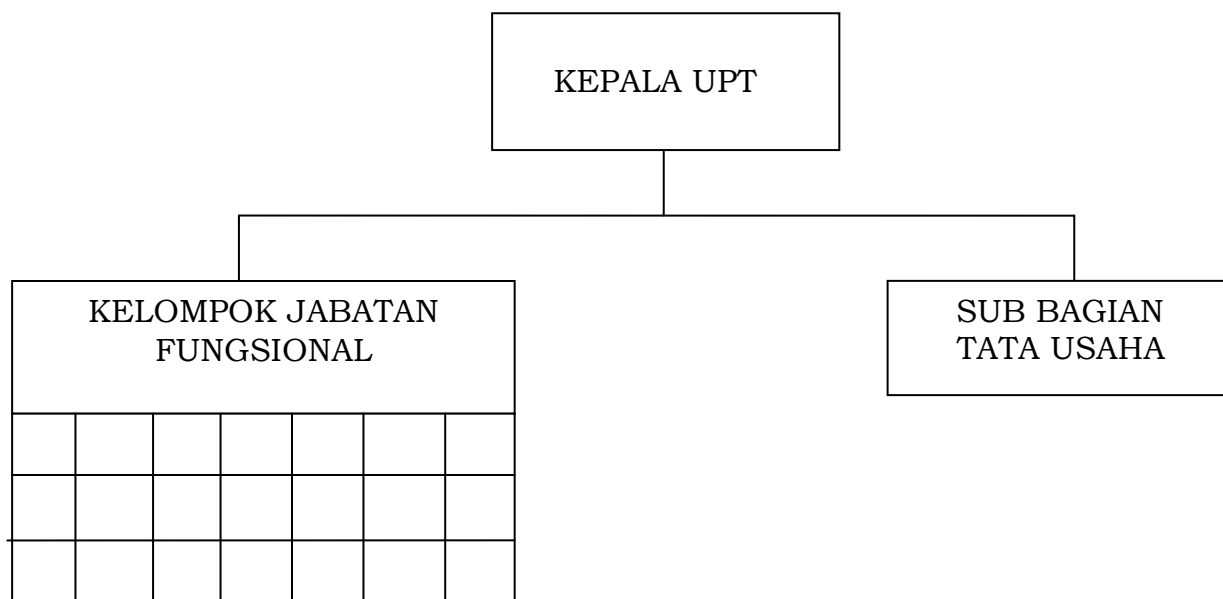 KEPALA UPT
KELOMPOK JABATAN
FUNGSIONAL
SUB BAGIAN
TATA USAHA